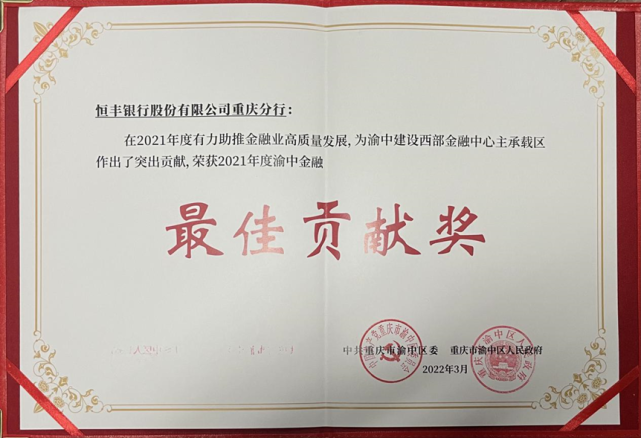 恒丰银行股份有限公司重庆分行：
在2021年度有力助推金融业高质量发展，为渝中建设西部金融中心主承载区
作出了突出贡献，荣获2021年度渝中金融
最佳贡献奖
中共重庆市渝中区委 重庆市渝中区人民政府
2022年3月